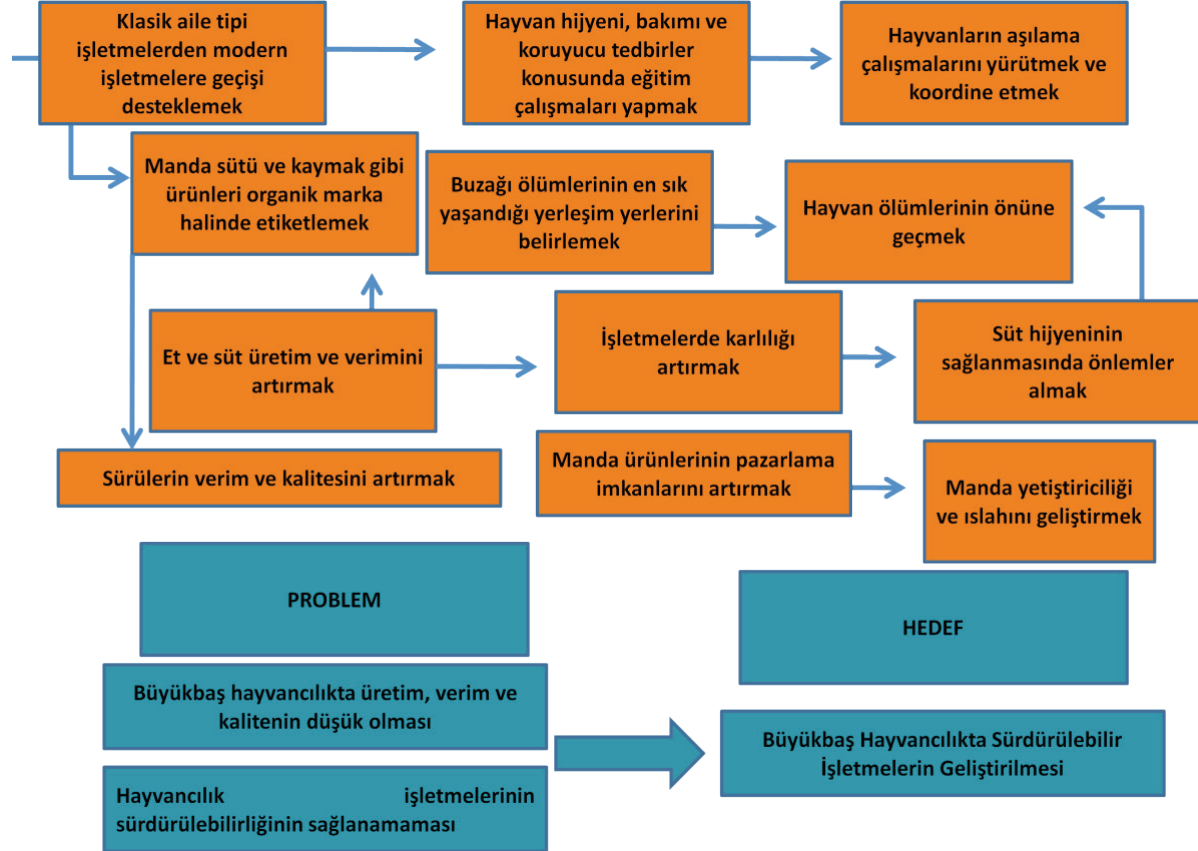 Klasik aile tipi
işletmelerden modern
işletmelere geçişi
desteklemek
Hayvan hijyeni, bakımı ve
koruyucu tedbirler
konusunda eğitim
çalışmaları yapmak
Hayvanların aşılama
çalışmalarını yürütmek ve
koordine etmek
Manda sütü ve kaymak gibi
ürünleri organik marka
halinde etiketlemek
Buzağı ölümlerinin en sık
yaşandığı yerleşim yerlerini
belirlemek
Hayvan ölümlerinin önüne
geçmek
Et ve süt üretim ve verimini
artırmak
İşletmelerde karlılığı
artırmak
Süt hijyeninin
sağlanmasında önlemler
almak
Sürülerin verim ve kalitesini artırmak
Manda ürünlerinin pazarlama
imkanlarını artırmak
Manda yetiştiriciliği
ve ıslahını geliştirmek
PROBLEM
HEDEF
Büyükbaş hayvancılıkta üretim, verim ve
kalitenin düşük olması
Büyükbaş Hayvancılıkta Sürdürülebilir
İşletmelerin Geliştirilmesi
Hayvancılık işletmelerinin
sürdürülebilirliğinin sağlanamaması